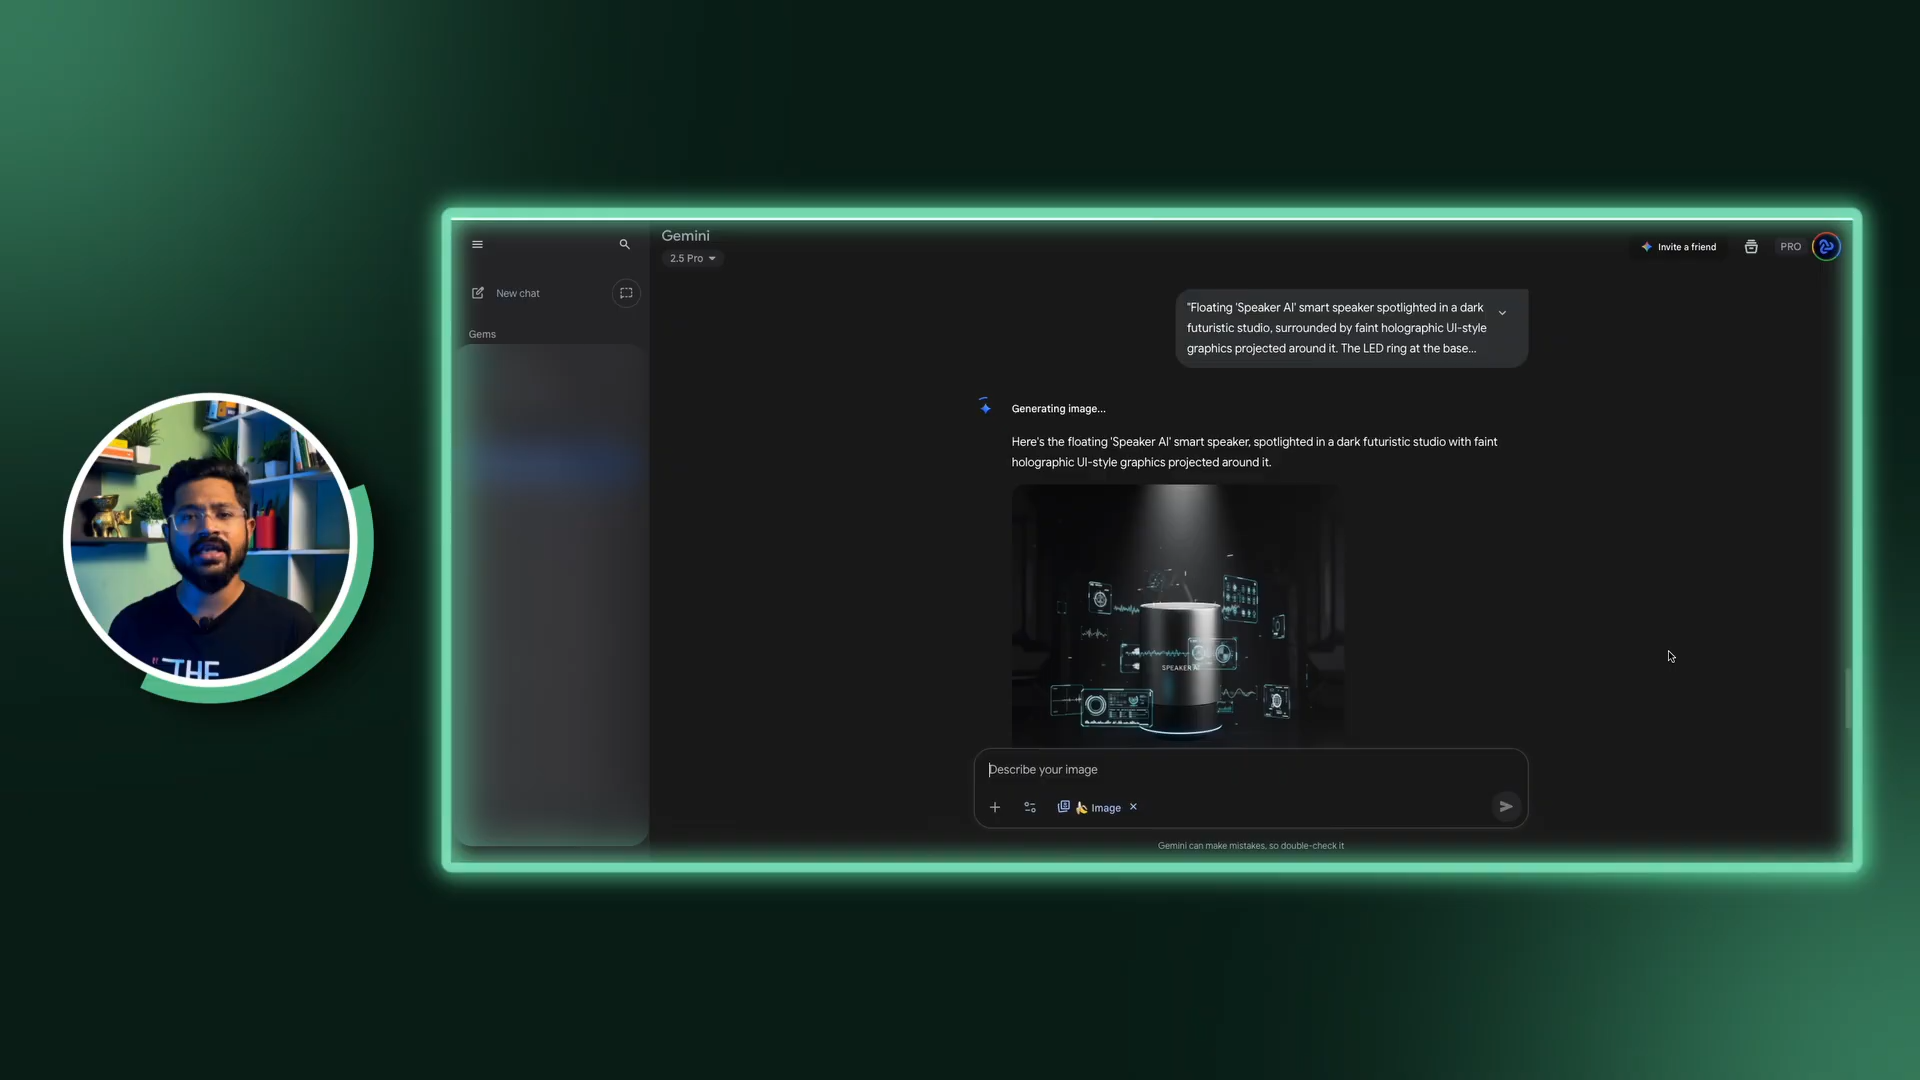 Gemini
2.5 Pro
Invite a friend
PRO
New chat
Gems
"Floating 'Speaker AI' smart speaker spotlighted in a dark
futuristic studio, surrounded by faint holographic UI-style
graphics projected around it. The LED ring at the base...
Generating image...
Here's the floating 'Speaker AI' smart speaker, spotlighted in a dark futuristic studio with faint
holographic UI-style graphics projected around it.
SPEAKER AI
"THE
Describe your image
Image
Gemini can make mistakes, so double-check it